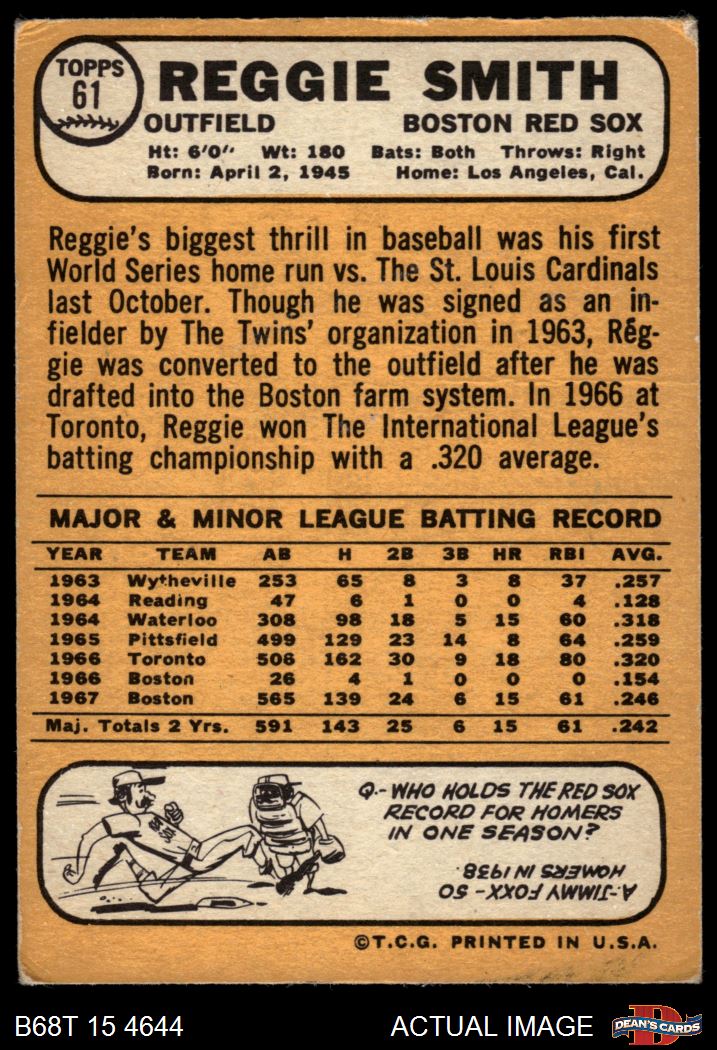 TOPPS
61
REGGIE SMITH
OUTFIELD BOSTON RED SOX
Ht: 6'0" Wt: 180 Bats: Both Throws: Right
Born: April 2, 1945 Home: Los Angeles, Cal.
Reggie's biggest thrill in baseball was his first
World Series home run vs. The St. Louis Cardinals
last October. Though he was signed as an in-
fielder by The Twins' organization in 1963, Rég-
gie was converted to the outfield after he was
drafted into the Boston farm system. In 1966 at
Toronto, Reggie won The International League's
batting championship with a .320 average.
MAJOR & MINOR LEAGUE BATTING RECORD
YEAR TEAM AB H 2B 3B HR RBI AVG.
1963 Wytheville 253 65 8 3 8 37 .257
1964 Reading 47 6 1 0 0 4 .128
1964 Waterloo 308 98 18 5 15 60 .318
1965 Pittsfield 499 129 23 14 8 64 .259
1966 Toronto 506 162 30 9 18 80 .320
1966 Boston 26 4 1 0 0 0 .154
1967 Boston 565 139 24 6 15 61 .246
Maj. Totals 2 Yrs. 591 143 25 6 15 61 .242
Q.-WHO HOLDS THE RED SOX
RECORD FOR HOMERS
IN ONE SEASON?
A.-JIMMY FOXX-50
HOMERS IN 1938.
©T.C.G. PRINTED IN U.S.A.
B68T 15 4644 ACTUAL IMAGE
D
DEAN'S CARDS